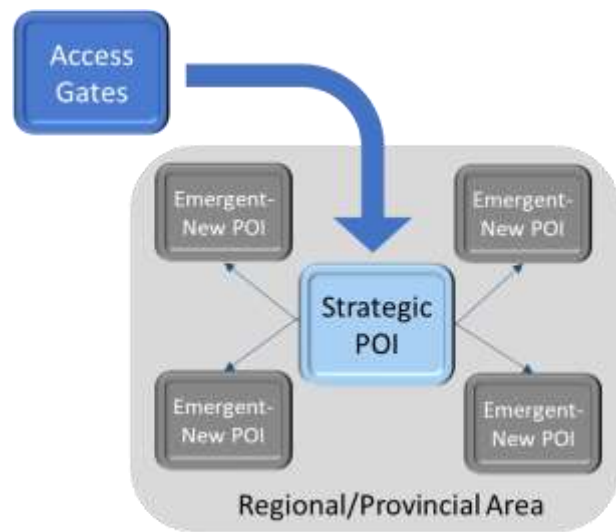 Access
Gates
Emergent-
New POI
Emergent-
New POI
Strategic
POI
Emergent-
New POI
Emergent-
New POI
Regional/Provincial Area